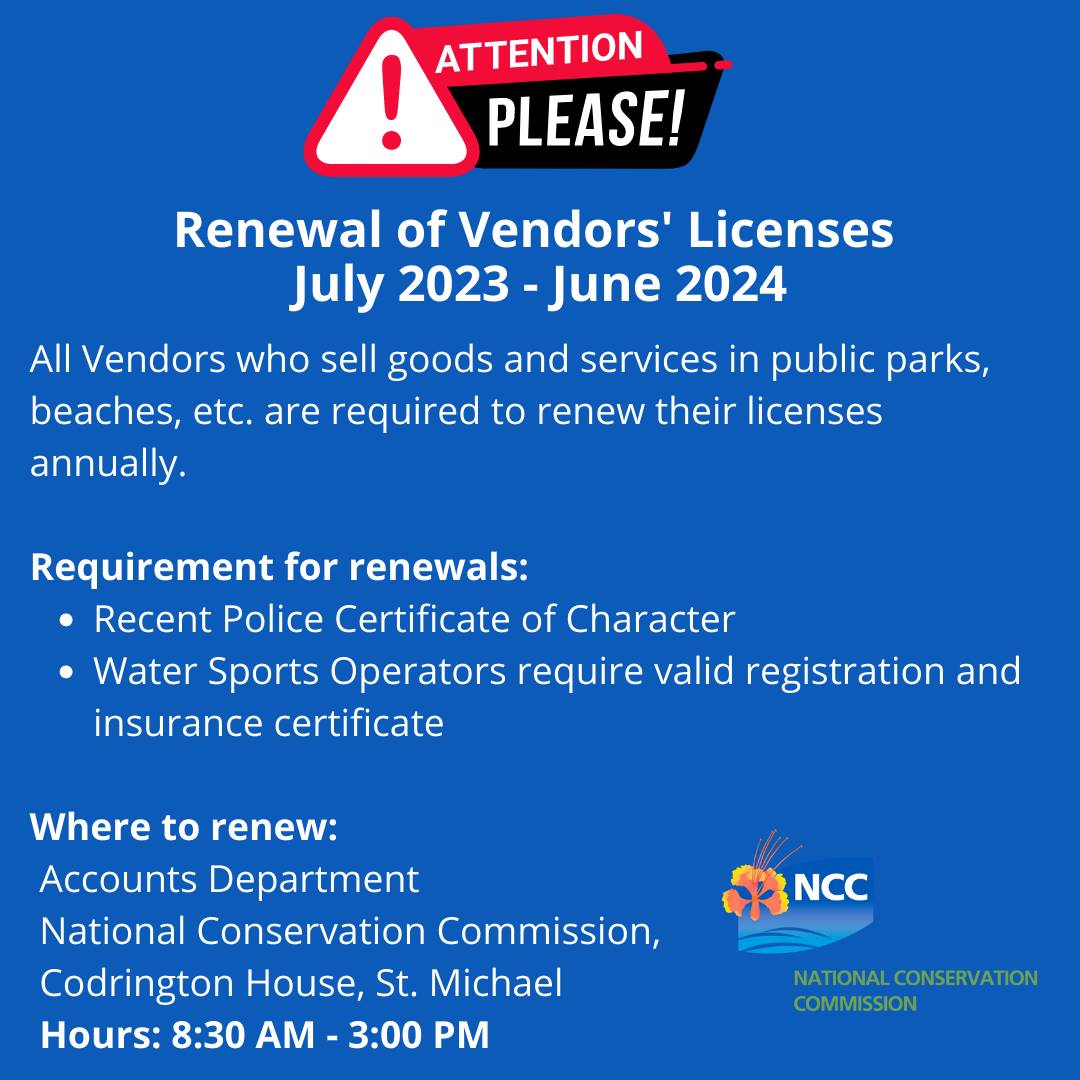 ATTENTION
PLEASE!
Renewal of Vendors' Licenses
July 2023 - June 2024
All Vendors who sell goods and services in public parks,
beaches, etc. are required to renew their licenses
annually.
Requirement for renewals:
• Recent Police Certificate of Character
• Water Sports Operators require valid registration and
insurance certificate
Where to renew:
Accounts Department
National Conservation Commission,
Codrington House, St. Michael
Hours: 8:30 AM - 3:00 PM
NCC
NATIONAL CONSERVATION
COMMISSION